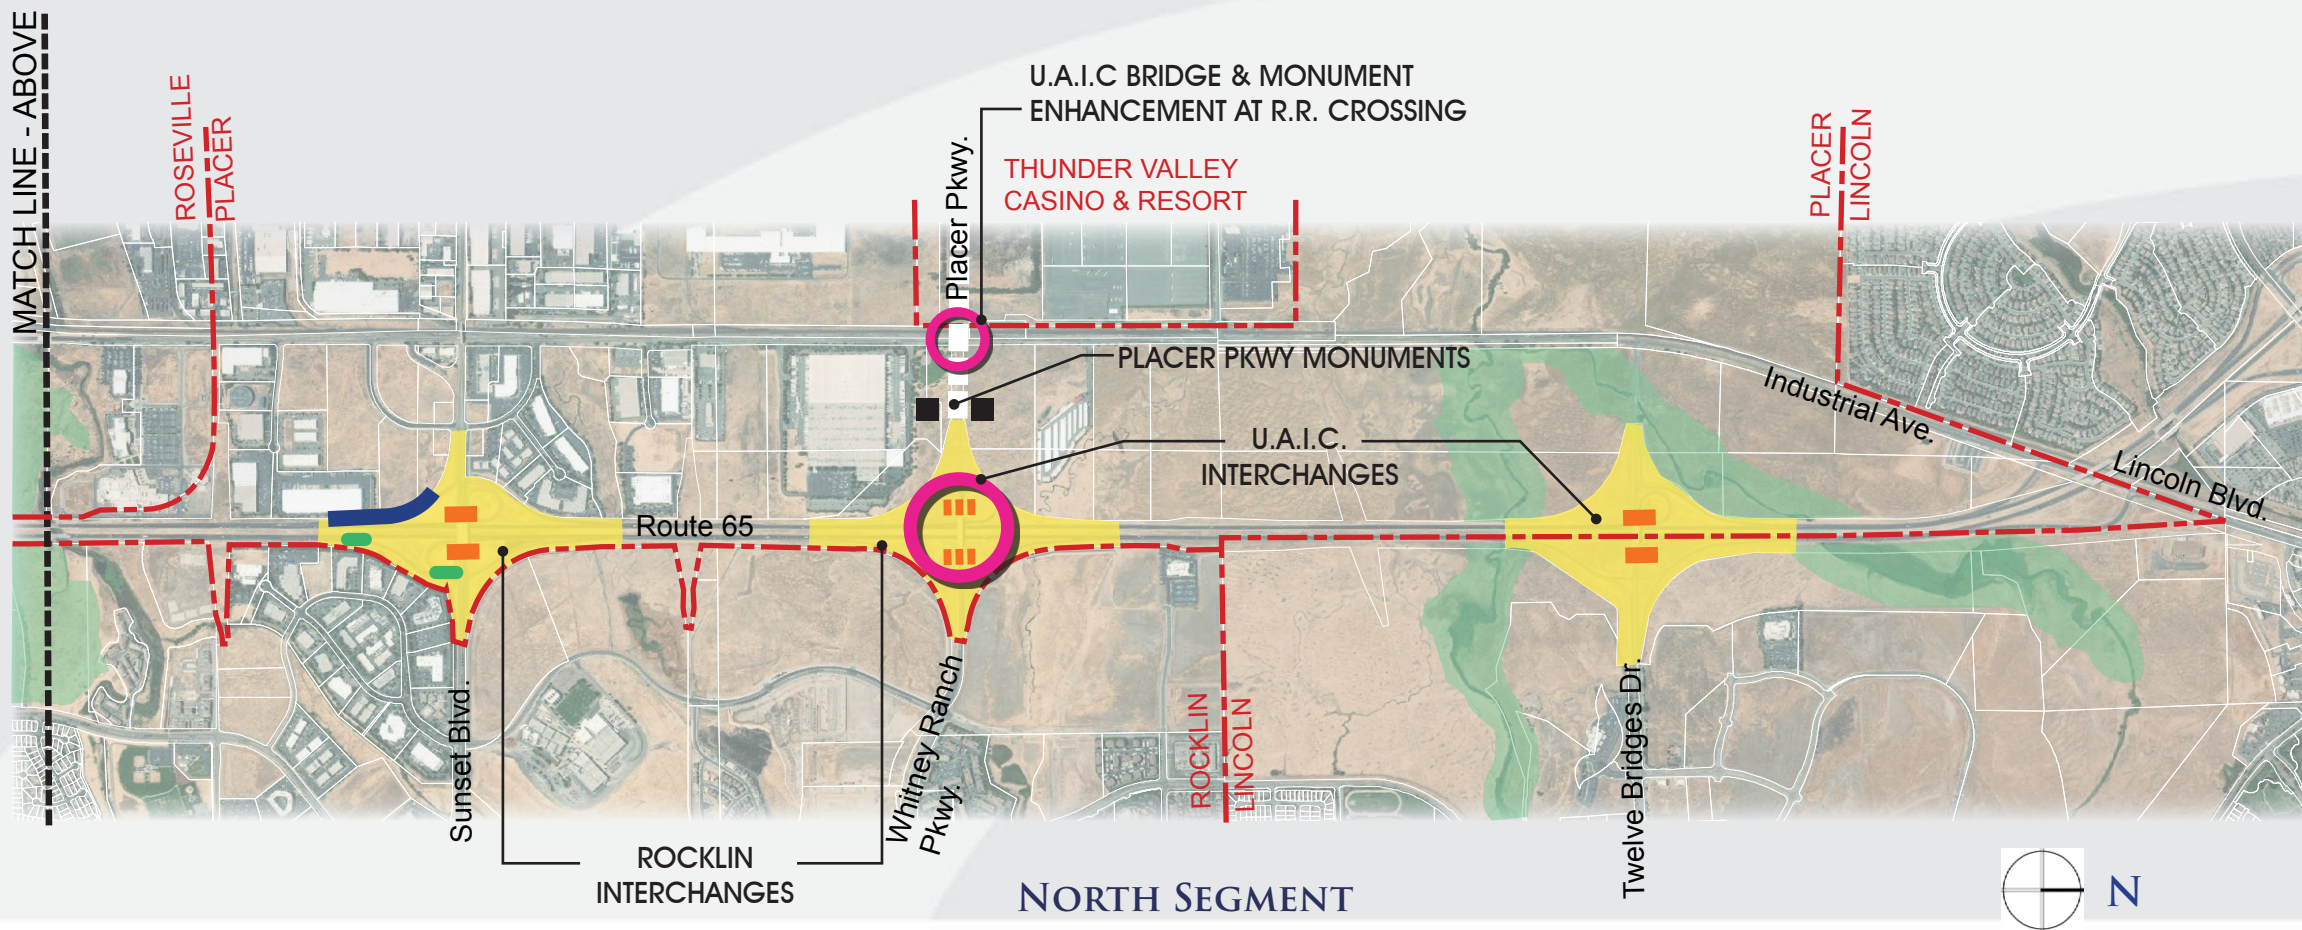 MATCH LINE - ABOVE
ROSEVILLE
PLACER
U.A.I.C BRIDGE & MONUMENT
ENHANCEMENT AT R.R. CROSSING
Placer Pkwy.
THUNDER VALLEY
CASINO & RESORT
PLACER
LINCOLN
PLACER PKWY MONUMENTS
Industrial Ave.
U.A.I.C.
INTERCHANGES
Lincoln Blvd.
Route 65
Sunset Blvd.
Whitney Ranch
Pkwy.
ROCKLIN
LINCOLN
Twelve Bridges Dr.
ROCKLIN
INTERCHANGES
NORTH SEGMENT
N